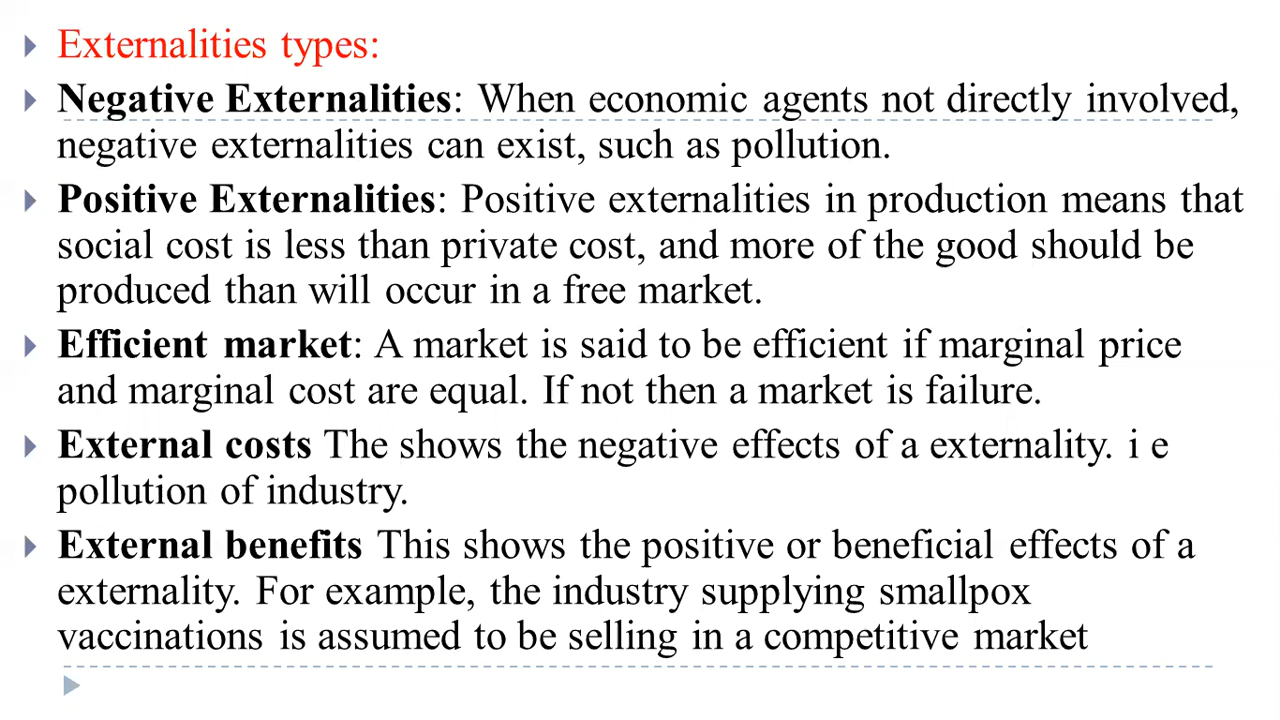 Externalities types:
Negative Externalities: When economic agents not directly involved,
negative externalities can exist, such as pollution.
Positive Externalities: Positive externalities in production means that
social cost is less than private cost, and more of the good should be
produced than will occur in a free market.
Efficient market: A market is said to be efficient if marginal price
and marginal cost are equal. If not then a market is failure.
External costs The shows the negative effects of a externality. i e
pollution of industry.
External benefits This shows the positive or beneficial effects of a
externality. For example, the industry supplying smallpox
vaccinations is assumed to be selling in a competitive market